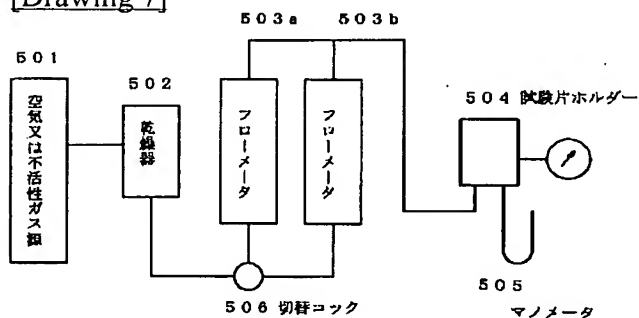 [Drawing 7]
503a 503b
501
502
504 試験片ホルダー
空気又は不活性ガス源
乾燥器
フローメータ
フローメータ
505
506 切替コック
マノメータ